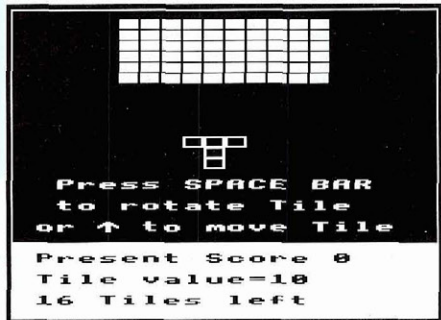 Press SPACE BAR
to rotate Tile
or ↑ to move Tile
Present Score 0
Tile value=10
16 Tiles left